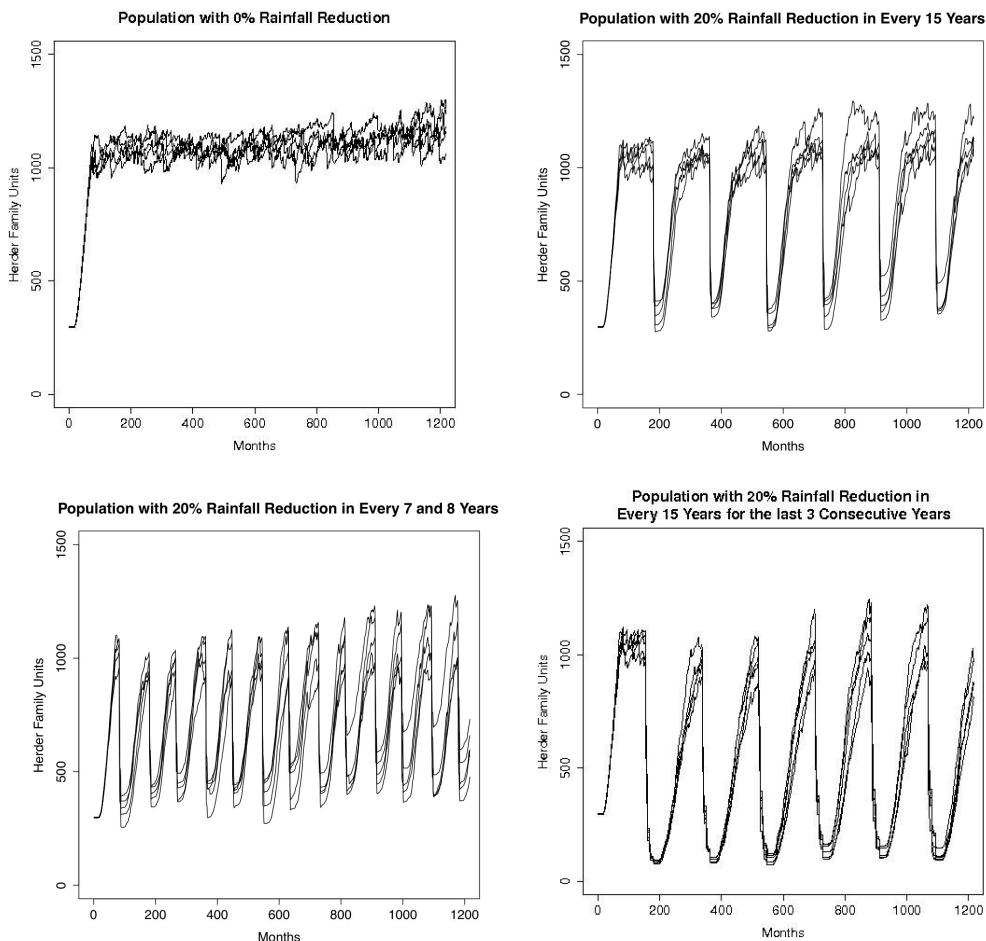 Population with 0% Rainfall Reduction
1500
1000
500
0
Herder Family Units
0 200 400 600 800 1000 1200
Months
Population with 20% Rainfall Reduction in Every 15 Years
1500
1000
500
0
Herder Family Units
0 200 400 600 800 1000 1200
Months
Population with 20% Rainfall Reduction in Every 7 and 8 Years
1500
1000
500
0
Herder Family Units
0 200 400 600 800 1000 1200
Months
Population with 20% Rainfall Reduction in
Every 15 Years for the last 3 Consecutive Years
1500
1000
500
0
Herder Family Units
0 200 400 600 800 1000 1200
Months